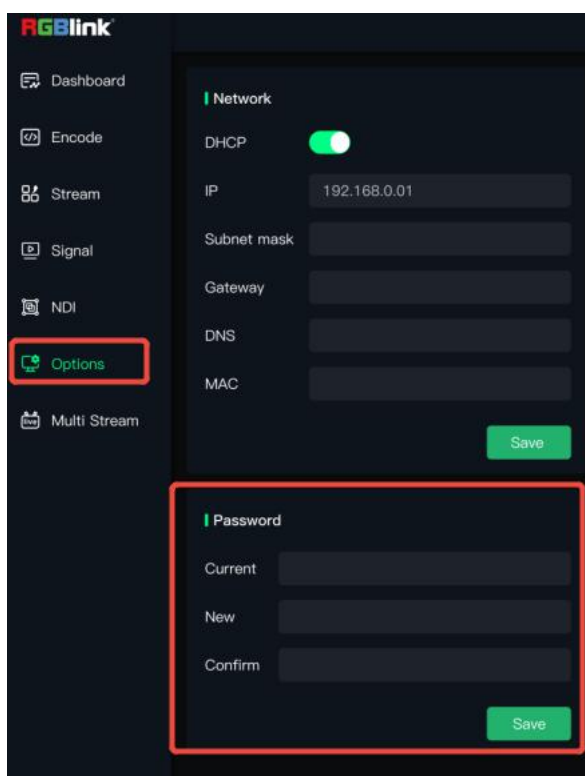 RGBlink
Dashboard
Encode
Stream
Signal
NDI
Options
live
Multi Stream
Network
DHCP
IP 192.168.0.01
Subnet mask
Gateway
DNS
MAC
Save
Password
Current
New
Confirm
Save